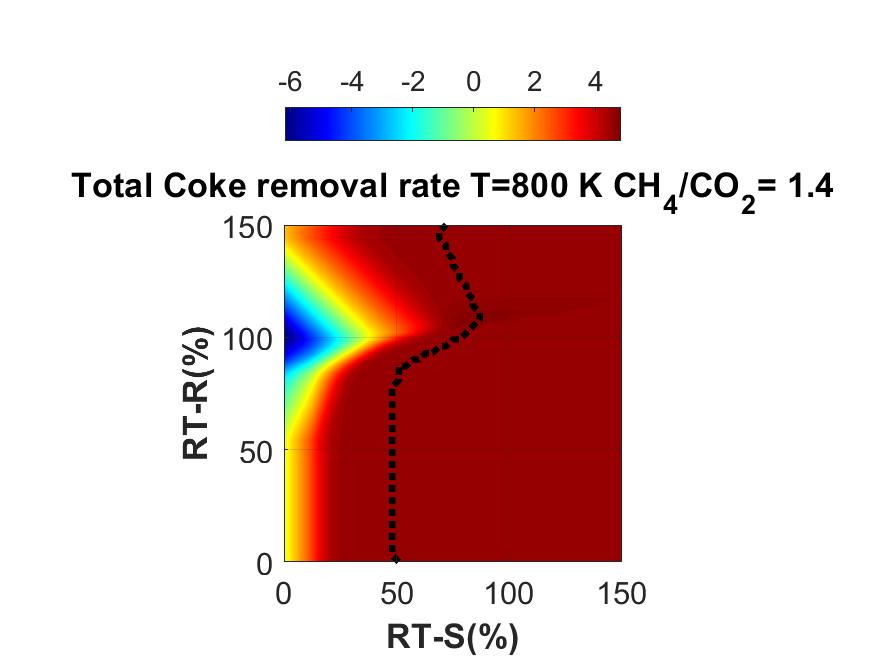 -6 -4 -2 0 2 4
Total Coke removal rate T=800 K CH₄/CO₂= 1.4
150
100
50
0
RT-R(%)
0 50 100 150
RT-S(%)